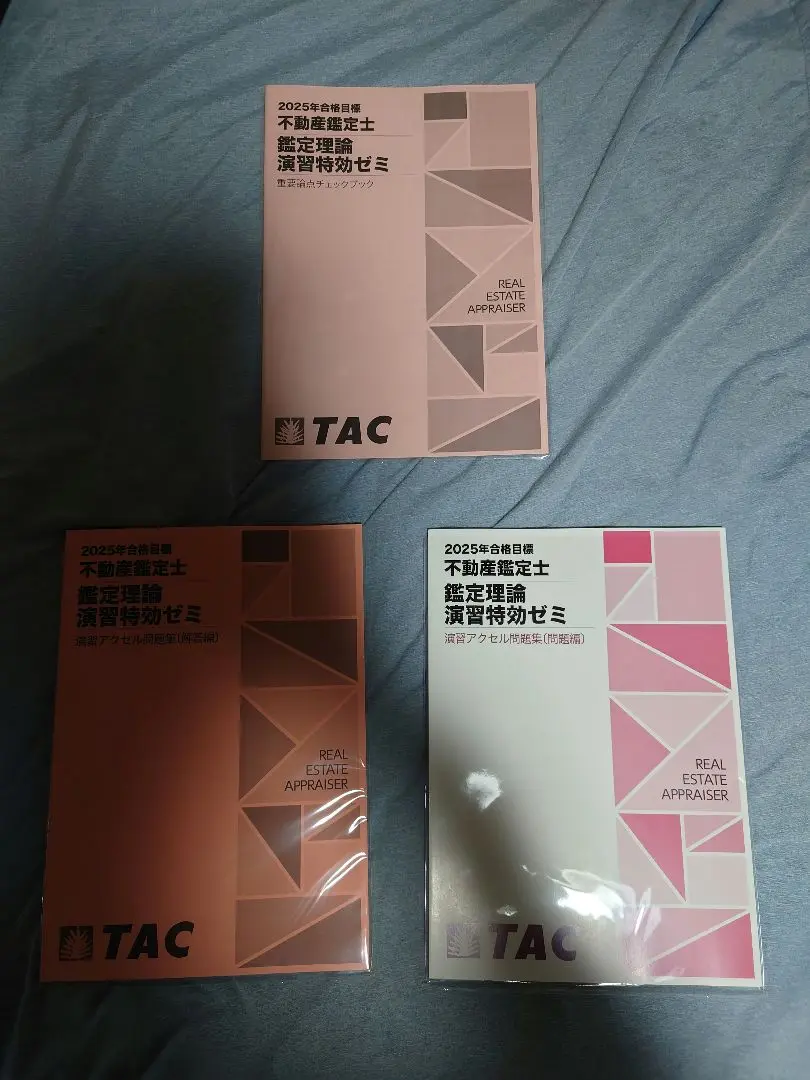 2025年合格目標
不動産鑑定士
鑑定理論
演習特効ゼミ
重要論点チェックブック
REAL
ESTATE
APPRAISER
TAC
2025年合格目標
不動産鑑定士
鑑定理論
演習特効ゼミ
演習アクセル問題集(解答編)
REAL
ESTATE
APPRAISER
TAC
2025年合格目標
不動産鑑定士
鑑定理論
演習特効ゼミ
演習アクセル問題集(問題編)
REAL
ESTATE
APPRAISER
TAC